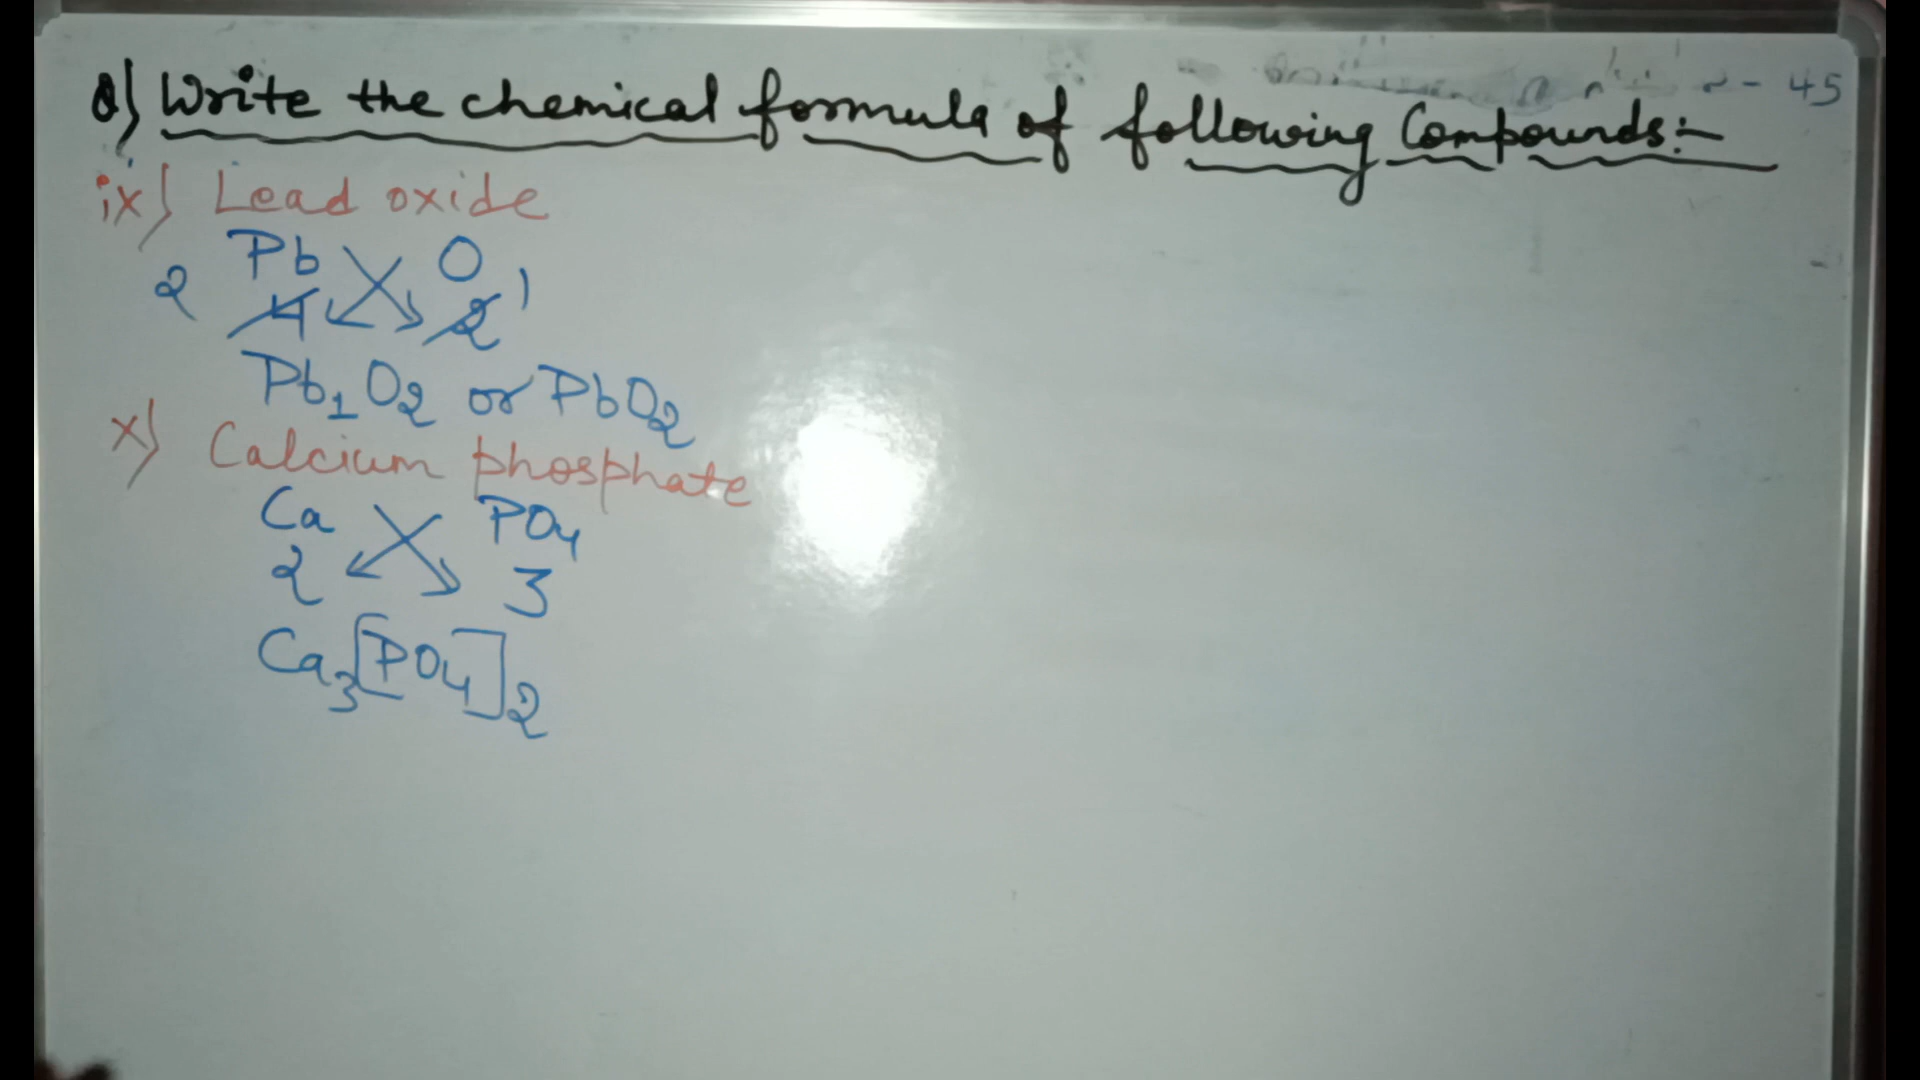 Q) Write the chemical formula of following Compounds:-
45
ix) Lead oxide
2 Pb O 1
4 2
Pb₁O₂ or PbO₂
x) Calcium phosphate
Ca PO₄
2 3
Ca₃[PO₄]₂